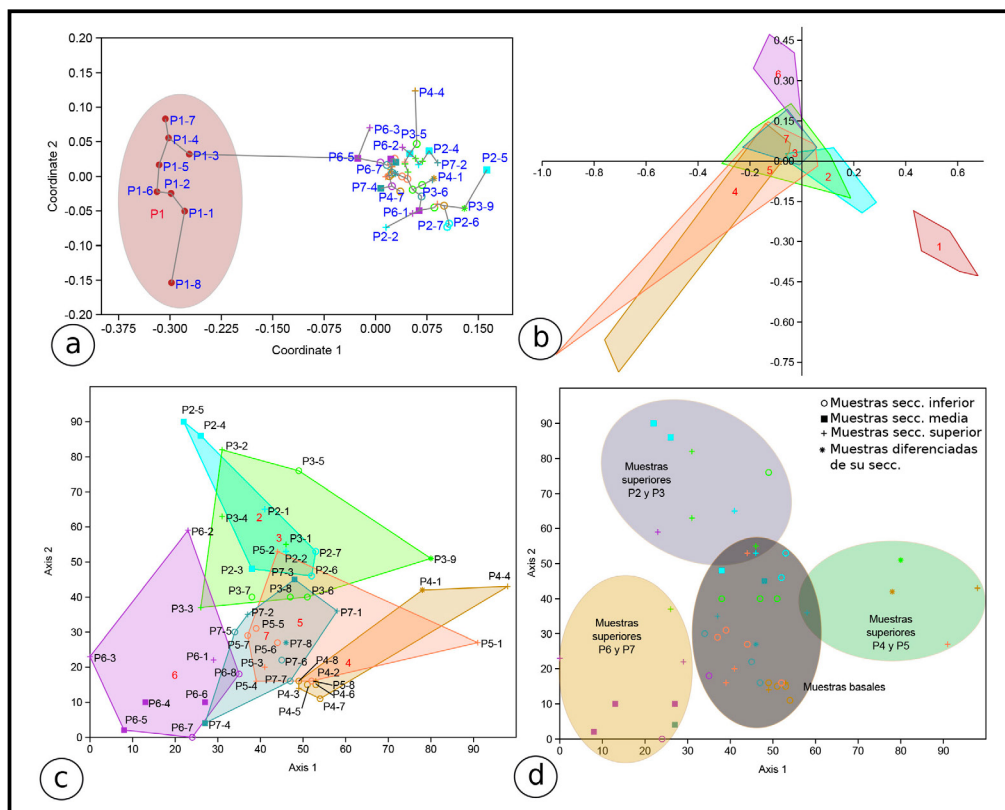 0.20
0.15
0.10
0.05
0.00
-0.05
-0.10
-0.15
-0.20
Coordinate 2
-0.375 -0.300 -0.225 -0.150 -0.075 0.000 0.075 0.150
Coordinate 1
P1-7
P1-4
P1-3
P1-5
P1-2
P1-6
P1
P1-1
P1-8
P4-4
P6-3
P3-5
P6-2
P2-4
P6-5
P7-2
P2-5
P6-7
P4-1
P7-4
P3-6
P4-7
P3-9
P6-1
P2-6
P2-7
P2-2
a
0.45
0.30
0.15
0.00
-0.15
-0.30
-0.45
-0.60
-0.75
-1.0 -0.8 -0.6 -0.4 -0.2 0.2 0.4 0.6
6
7
3
5
2
4
1
b
90
80
70
60
50
40
30
20
10
0
Axis 2
0 10 20 30 40 50 60 70 80 90
Axis 1
P2-5
P2-4
P3-2
P3-5
P2-1
P3-4
2
P6-2
3
P3-1
P5-2
P2-2
P2-7
P3-9
P2-3
P7-3
P2-6
P3-8
P3-7
P3-6
P4-1
P4-4
P3-3
P7-2
P7-1
P7-5
P5-5
5
P5-7
7
P7-8
P5-1
P5-6
P6-3
P6-1
P5-3
P7-6
4
P6-8
P5-4
P7-7
P4-8
P4-2
6
P5-8
P4-3
P4-6
P4-5
P4-7
P6-4
P6-6
P7-4
P6-5
P6-7
c
90
80
70
60
50
40
30
20
10
0
Axis 2
0 10 20 30 40 50 60 70 80 90
Axis 1
Muestras secc. inferior
Muestras secc. media
Muestras secc. superior
Muestras diferenciadas
de su secc.
Muestras
superiores
P2 y P3
Muestras
superiores
P6 y P7
Muestras
superiores
P4 y P5
Muestras basales
d